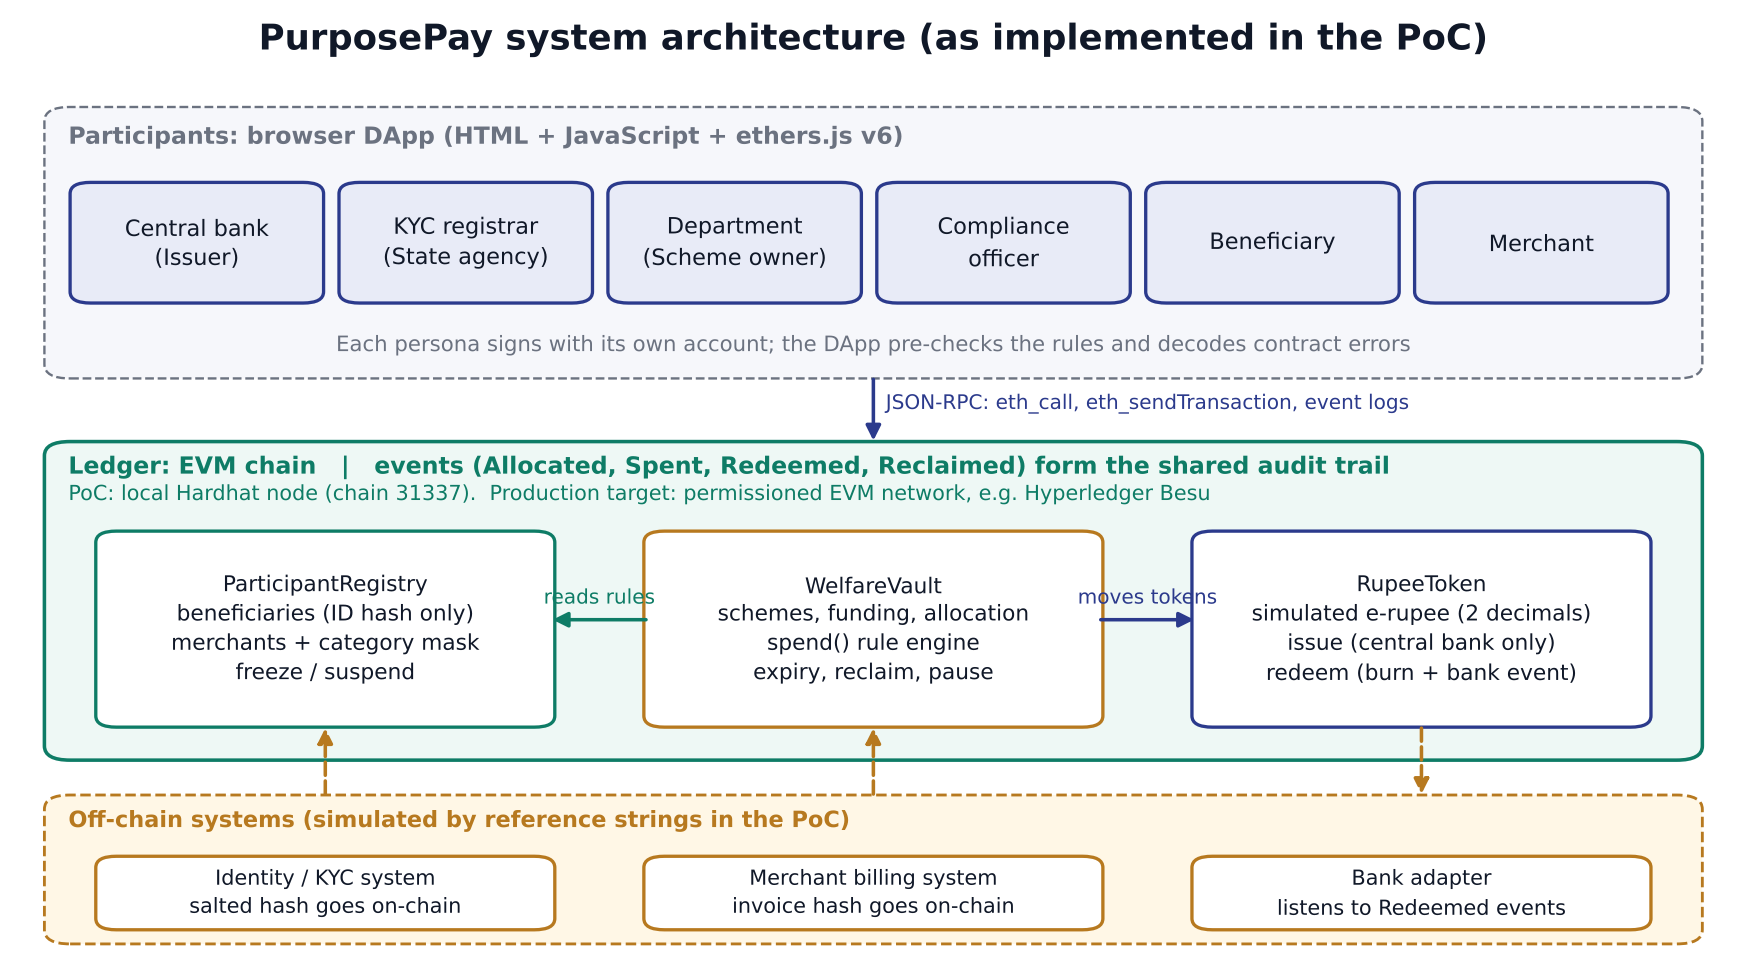 PurposePay system architecture (as implemented in the PoC)
Participants: browser DApp (HTML + JavaScript + ethers.js v6)
Central bank
(Issuer)
KYC registrar
(State agency)
Department
(Scheme owner)
Compliance
officer
Beneficiary
Merchant
Each persona signs with its own account; the DApp pre-checks the rules and decodes contract errors
JSON-RPC: eth_call, eth_sendTransaction, event logs
Ledger: EVM chain | events (Allocated, Spent, Redeemed, Reclaimed) form the shared audit trail
PoC: local Hardhat node (chain 31337). Production target: permissioned EVM network, e.g. Hyperledger Besu
ParticipantRegistry
beneficiaries (ID hash only)
merchants + category mask
freeze / suspend
reads rules
WelfareVault
schemes, funding, allocation
spend() rule engine
expiry, reclaim, pause
moves tokens
RupeeToken
simulated e-rupee (2 decimals)
issue (central bank only)
redeem (burn + bank event)
Off-chain systems (simulated by reference strings in the PoC)
Identity / KYC system
salted hash goes on-chain
Merchant billing system
invoice hash goes on-chain
Bank adapter
listens to Redeemed events